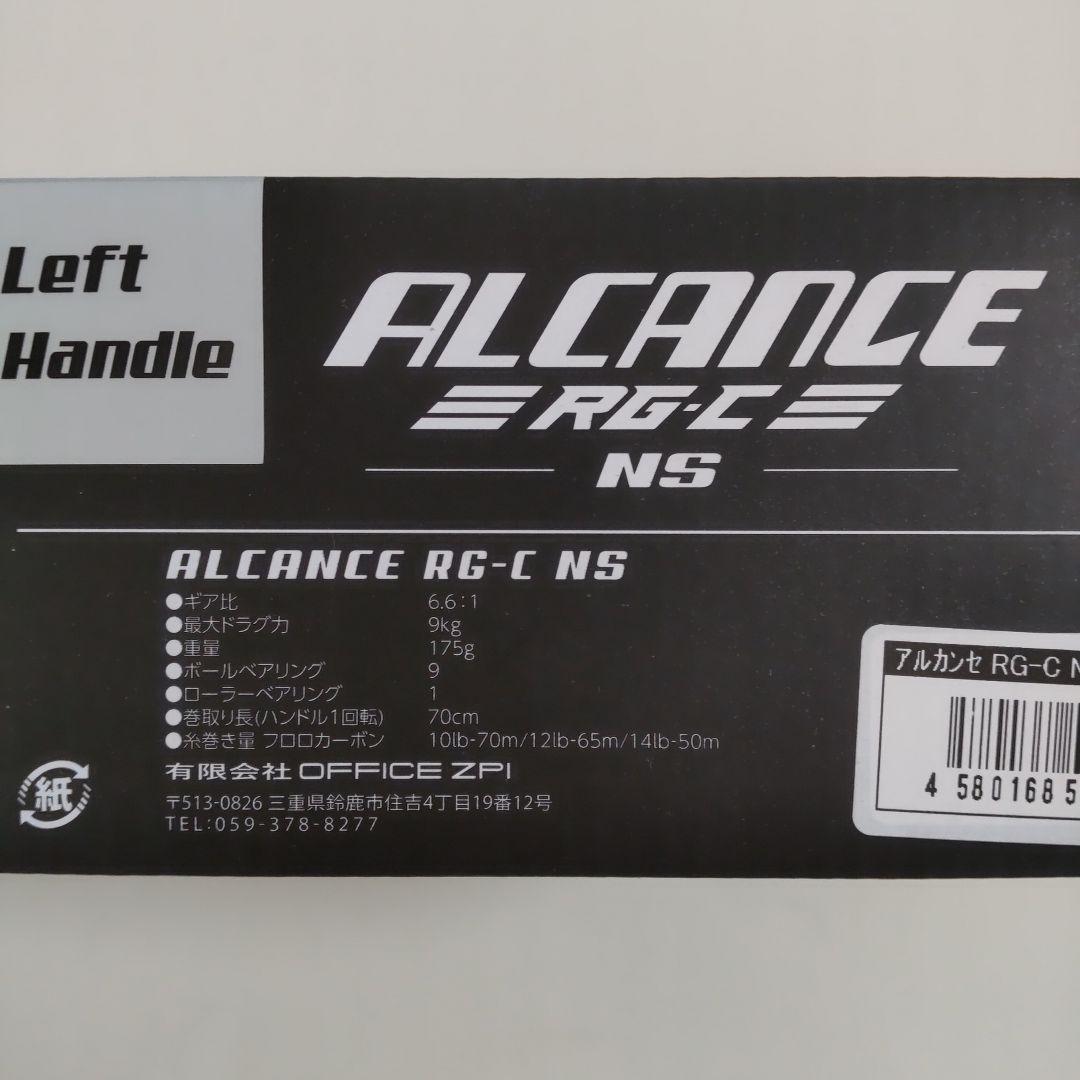 Left
Handle
ALCANCE
RG-C
NS
ALCANCE RG-C NS
●ギア比 6.6:1
●最大ドラグ力 9kg
●重量 175g
●ボールベアリング 9
●ローラーベアリング 1
●巻取り長(ハンドル1回転) 70cm
●糸巻き量 フロロカーボン 10lb-70m/12lb-65m/14lb-50m
有限会社 OFFICE ZPI
〒513-0826 三重県鈴鹿市住吉4丁目19番12号
TEL:059-378-8277
紙
アルカンセ RG-C N
4 580168 5